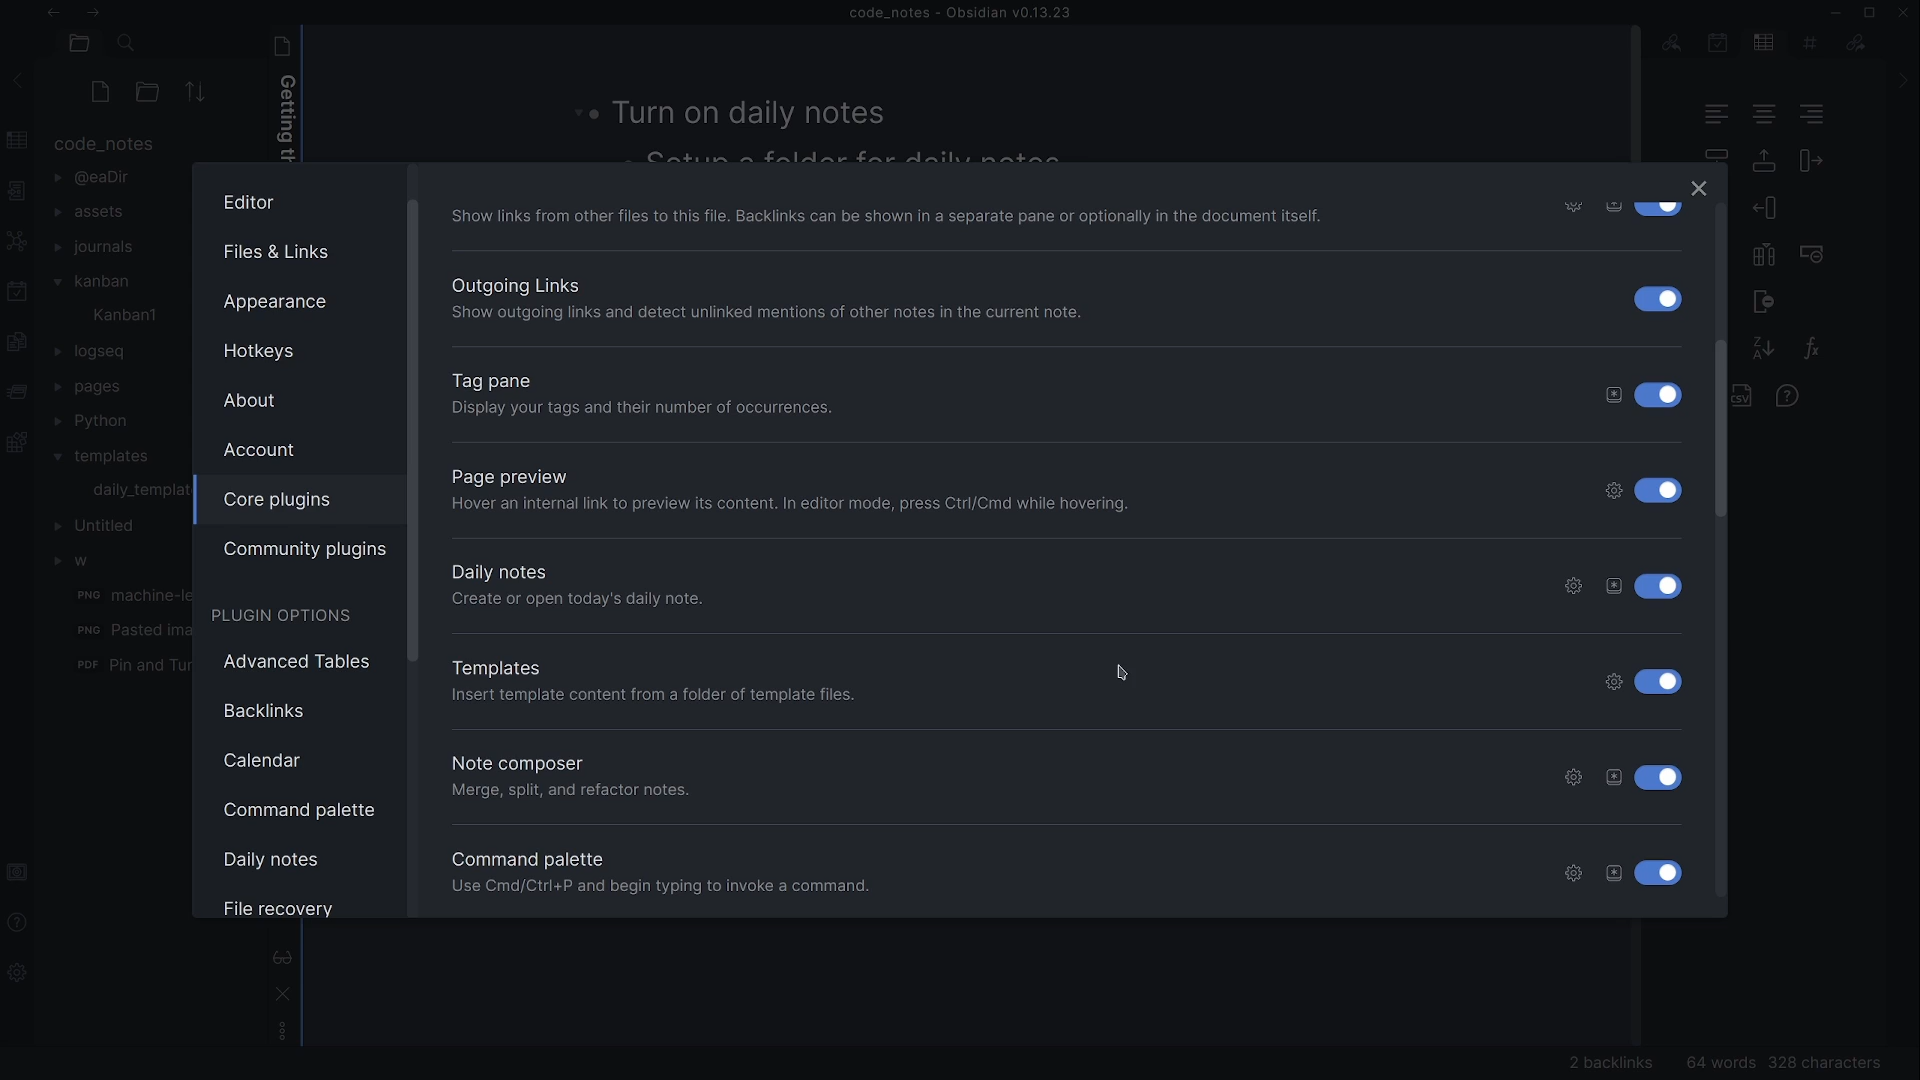 code_notes - Obsidian v0.13.23
Getting th
Turn on daily notes
Setup a folder for daily notes
code_notes
@eaDir
assets
journals
kanban
Kanban1
logseq
pages
Python
templates
daily_templat
Untitled
w
PNG machine-le
PNG Pasted ima
PDF Pin and Tur
Editor
Files & Links
Appearance
Hotkeys
About
Account
Core plugins
Community plugins
PLUGIN OPTIONS
Advanced Tables
Backlinks
Calendar
Command palette
Daily notes
File recovery
Show links from other files to this file. Backlinks can be shown in a separate pane or optionally in the document itself.
Outgoing Links
Show outgoing links and detect unlinked mentions of other notes in the current note.
Tag pane
Display your tags and their number of occurrences.
Page preview
Hover an internal link to preview its content. In editor mode, press Ctrl/Cmd while hovering.
Daily notes
Create or open today's daily note.
Templates
Insert template content from a folder of template files.
Note composer
Merge, split, and refactor notes.
Command palette
Use Cmd/Ctrl+P and begin typing to invoke a command.
CSV
2 backlinks
64 words 328 characters